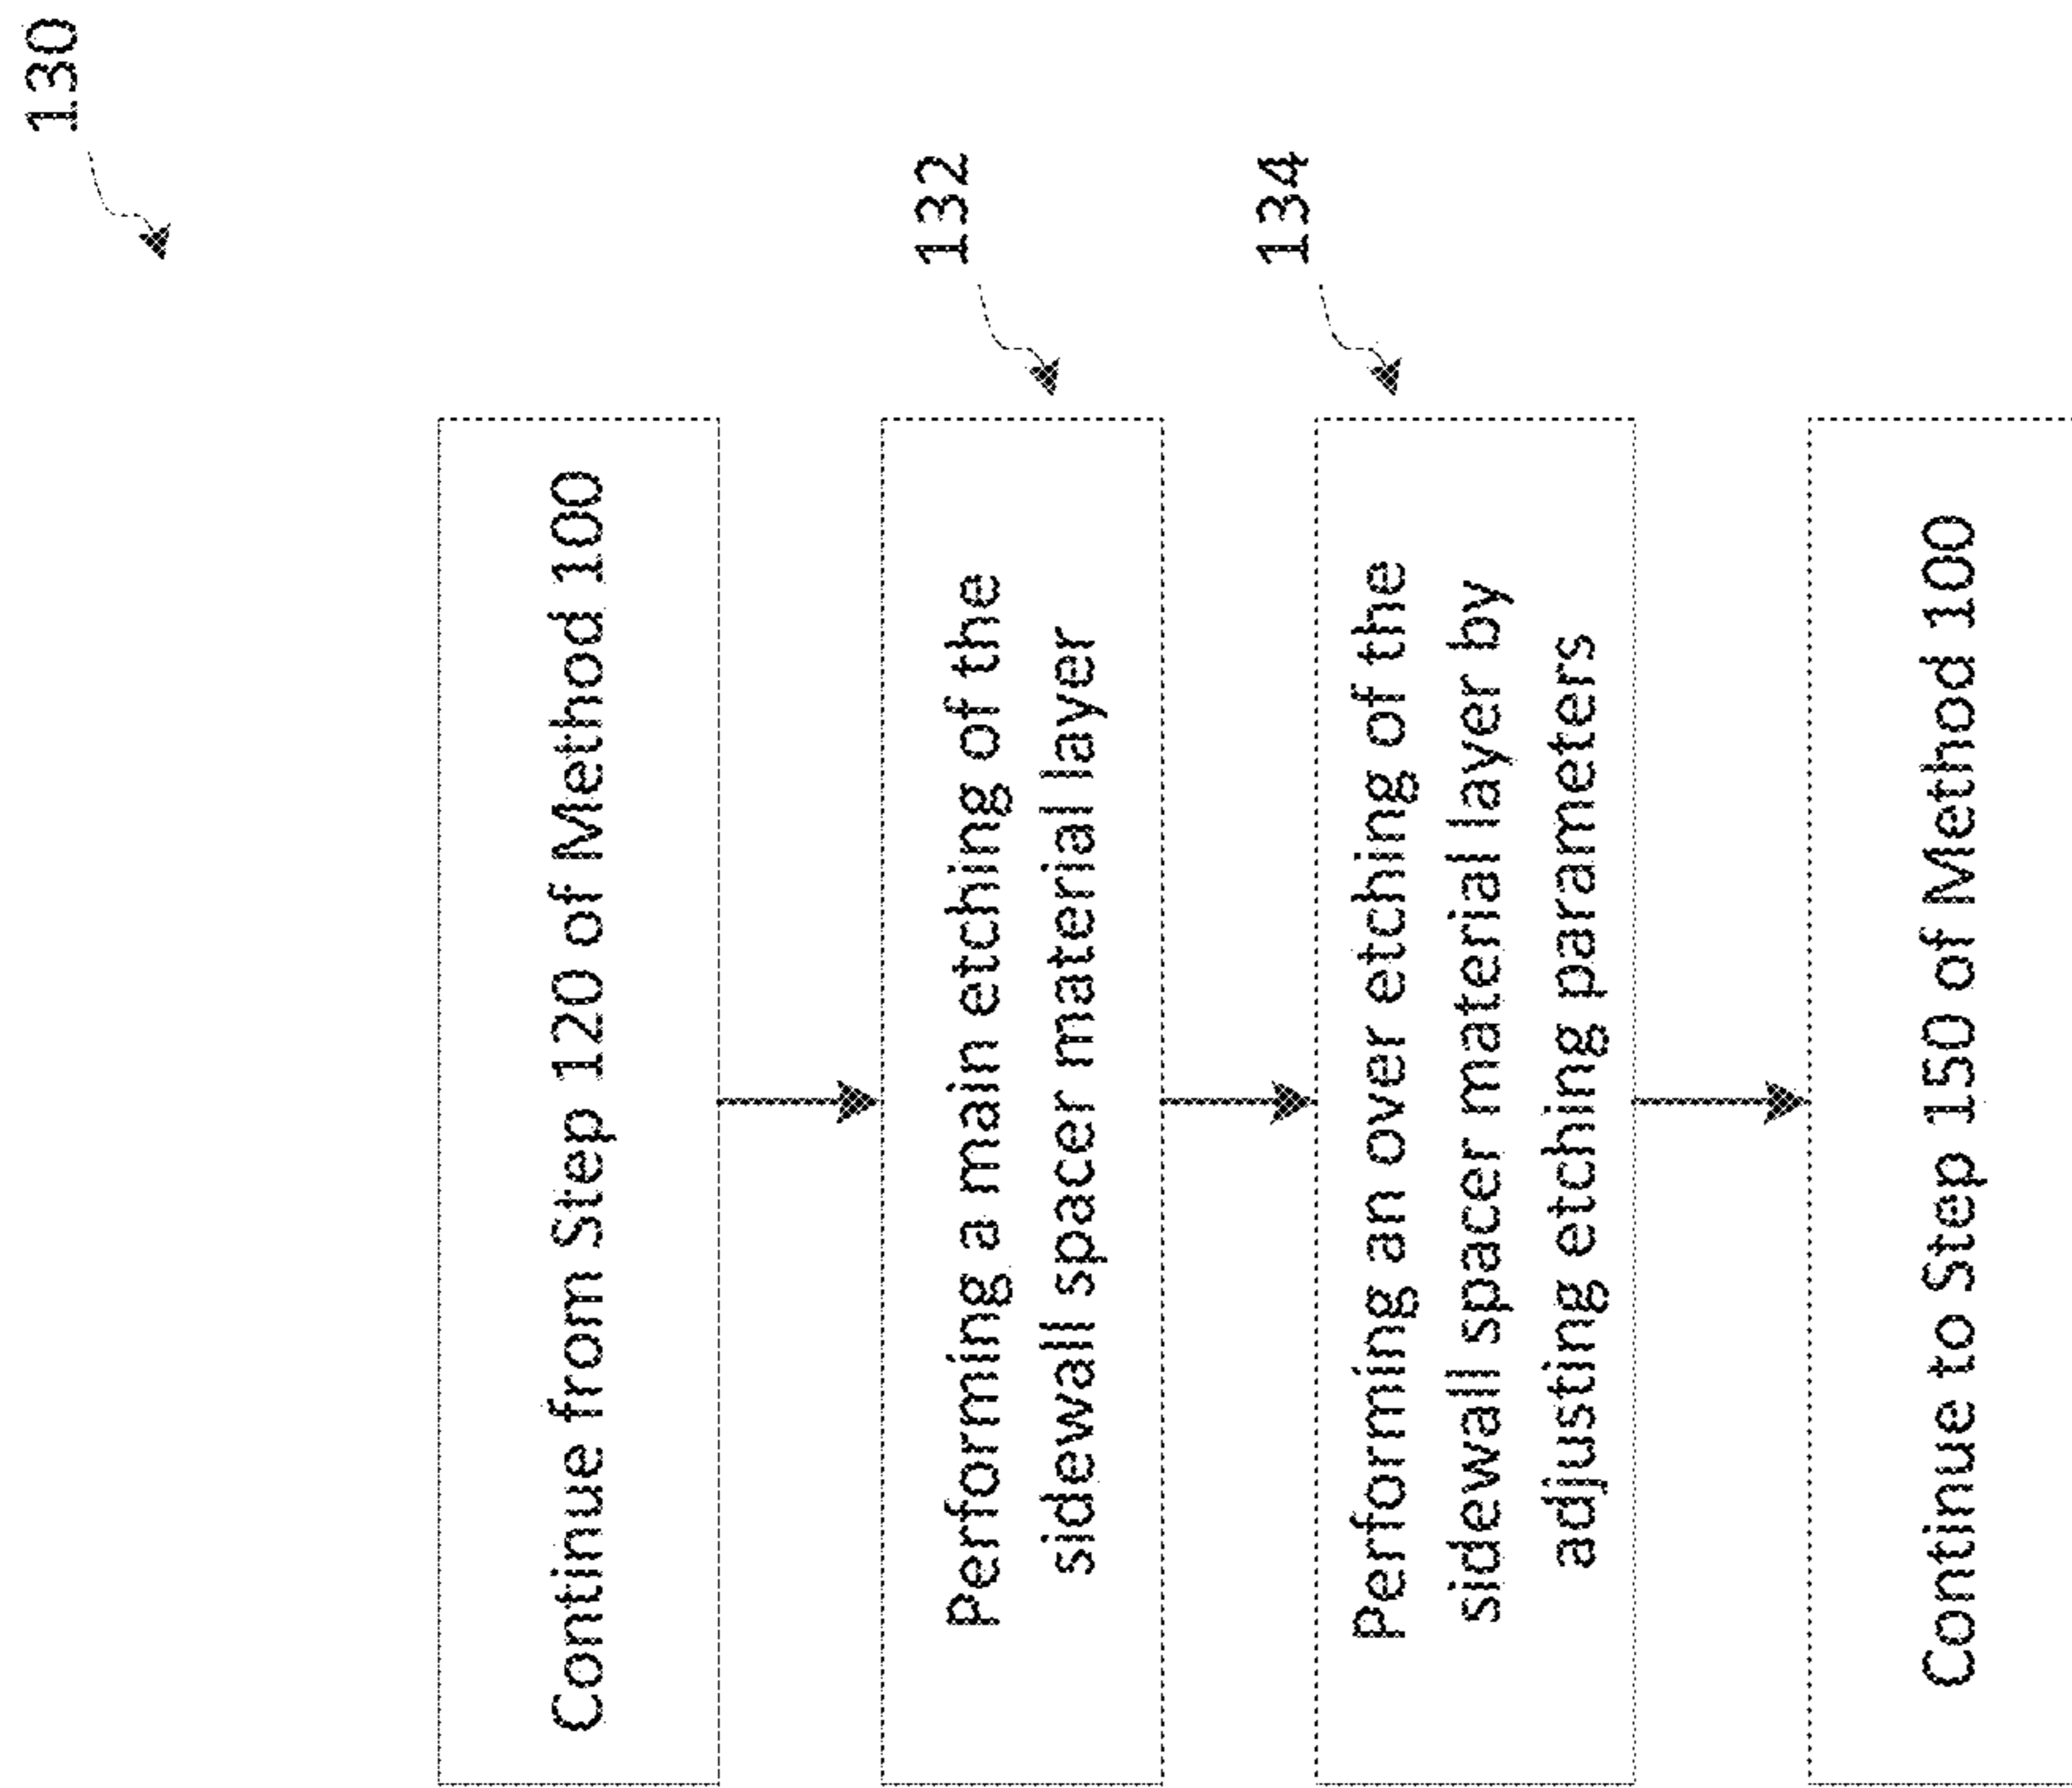 130
Continue from Step 120 of Method 100
132
Performing a main etching of the
sidewall spacer material layer
134
Performing an over etching of the
sidewall spacer material layer by
adjusting etching parameters
Continue to Step 150 of Method 100